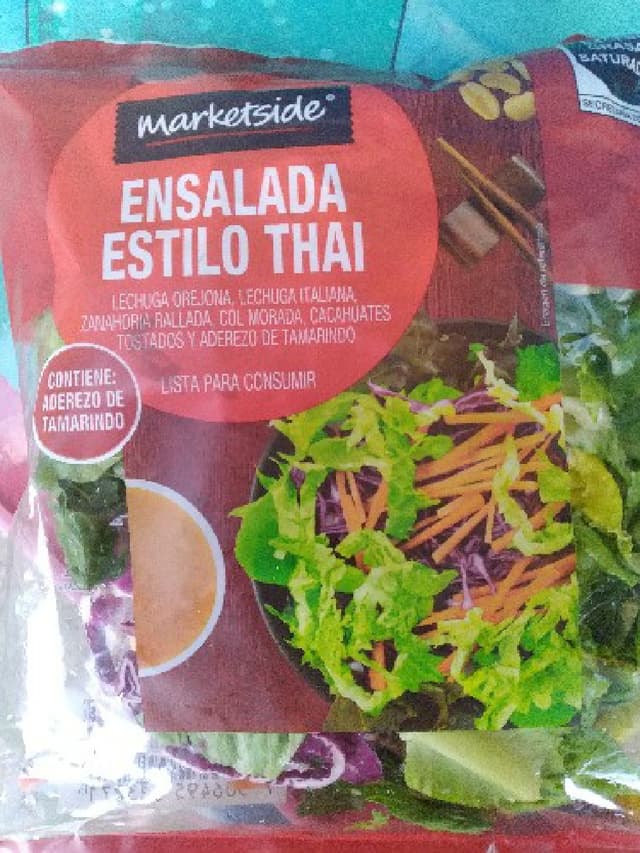 marketside
ENSALADA
ESTILO THAI
LECHUGA OREJONA, LECHUGA ITALIANA,
ZANAHORIA RALLADA, COL MORADA, CACAHUATES
TOSTADOS Y ADEREZO DE TAMARINDO
LISTA PARA CONSUMIR
CONTIENE:
ADEREZO DE
TAMARINDO